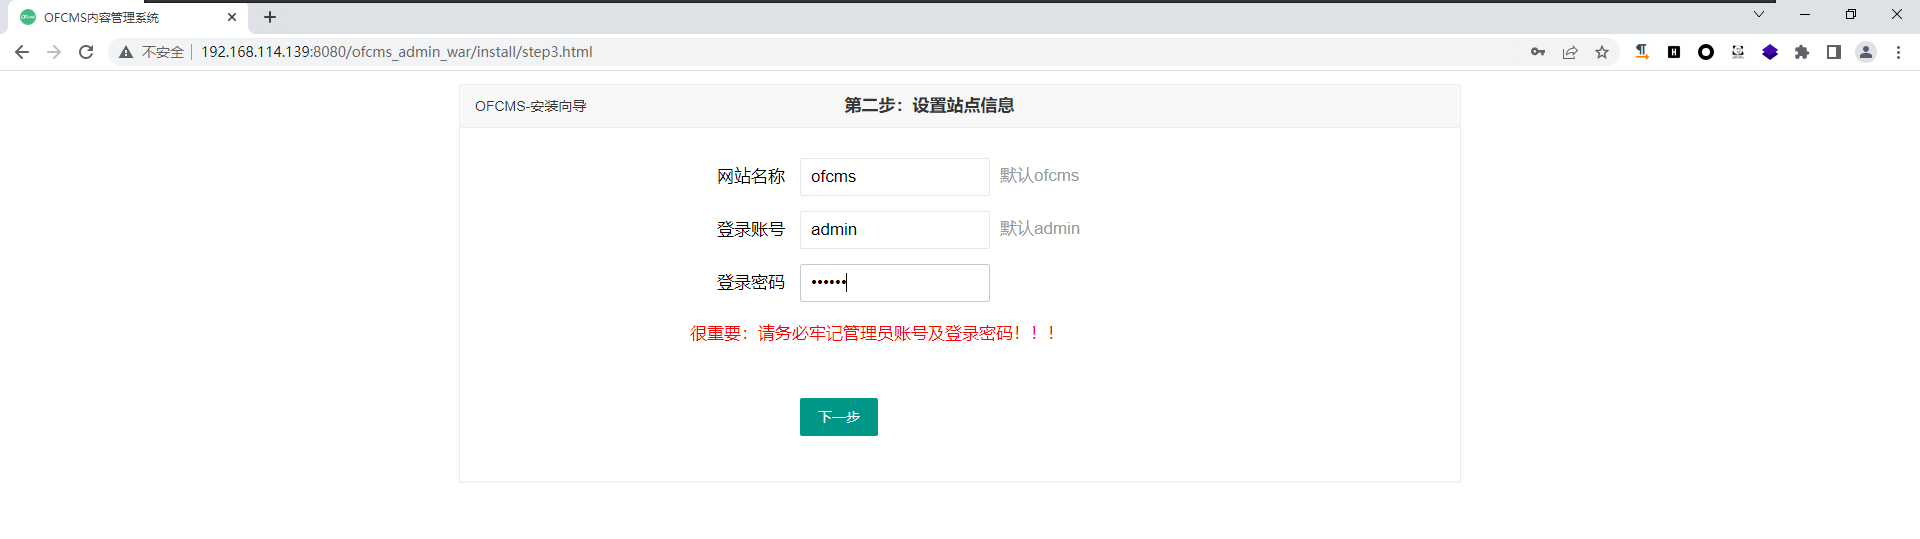 OFCMS内容管理系统
不安全
192.168.114.139:8080/ofcms_admin_war/install/step3.html
OFCMS-安装向导
第二步：设置站点信息
网站名称
ofcms
默认ofcms
登录账号
admin
默认admin
登录密码
••••••
很重要：请务必牢记管理员账号及登录密码！！！
下一步